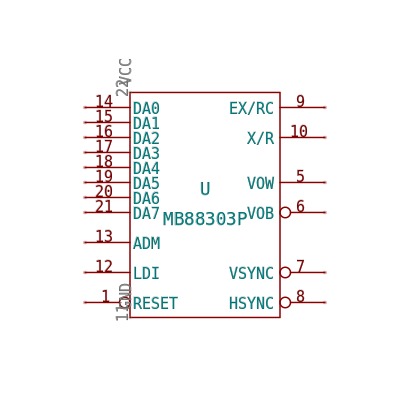 22 VCC
14 DA0 EX/RC 9
15 DA1
16 DA2 X/R 10
17 DA3
18 DA4
19 DA5 VOW 5
20 DA6
21 DA7 VOB 6
U
MB88303P
13 ADM
12 LDI VSYNC 7
1 RESET HSYNC 8
11 GND